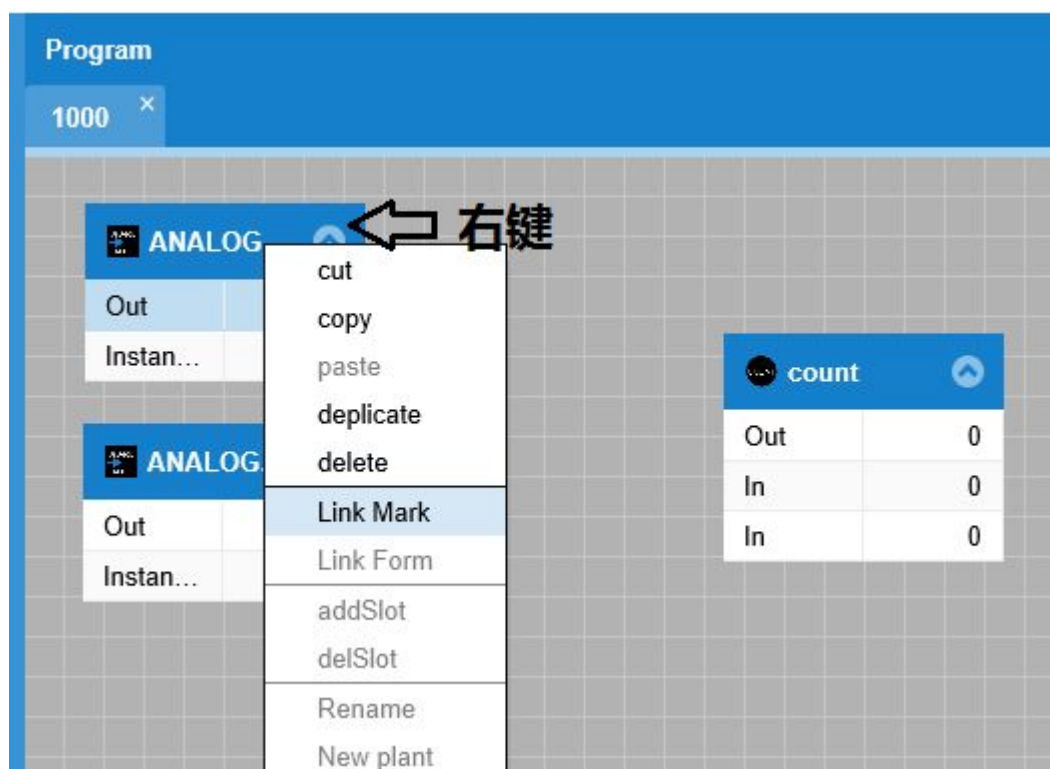 Program
1000 ×
ANALOG
右键
Out
Instan...
cut
copy
paste
deplicate
delete
Link Mark
Link Form
addSlot
delSlot
Rename
New plant
ANALOG.
Out
Instan...
count
Out 0
In 0
In 0